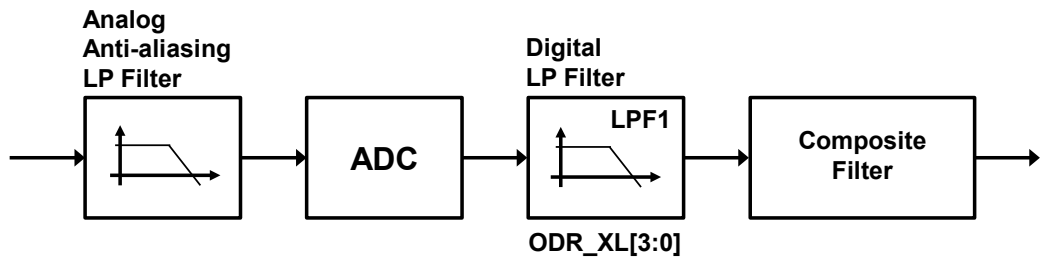 Analog
Anti-aliasing
LP Filter
Digital
LP Filter
ADC
LPF1
Composite
Filter
ODR_XL[3:0]